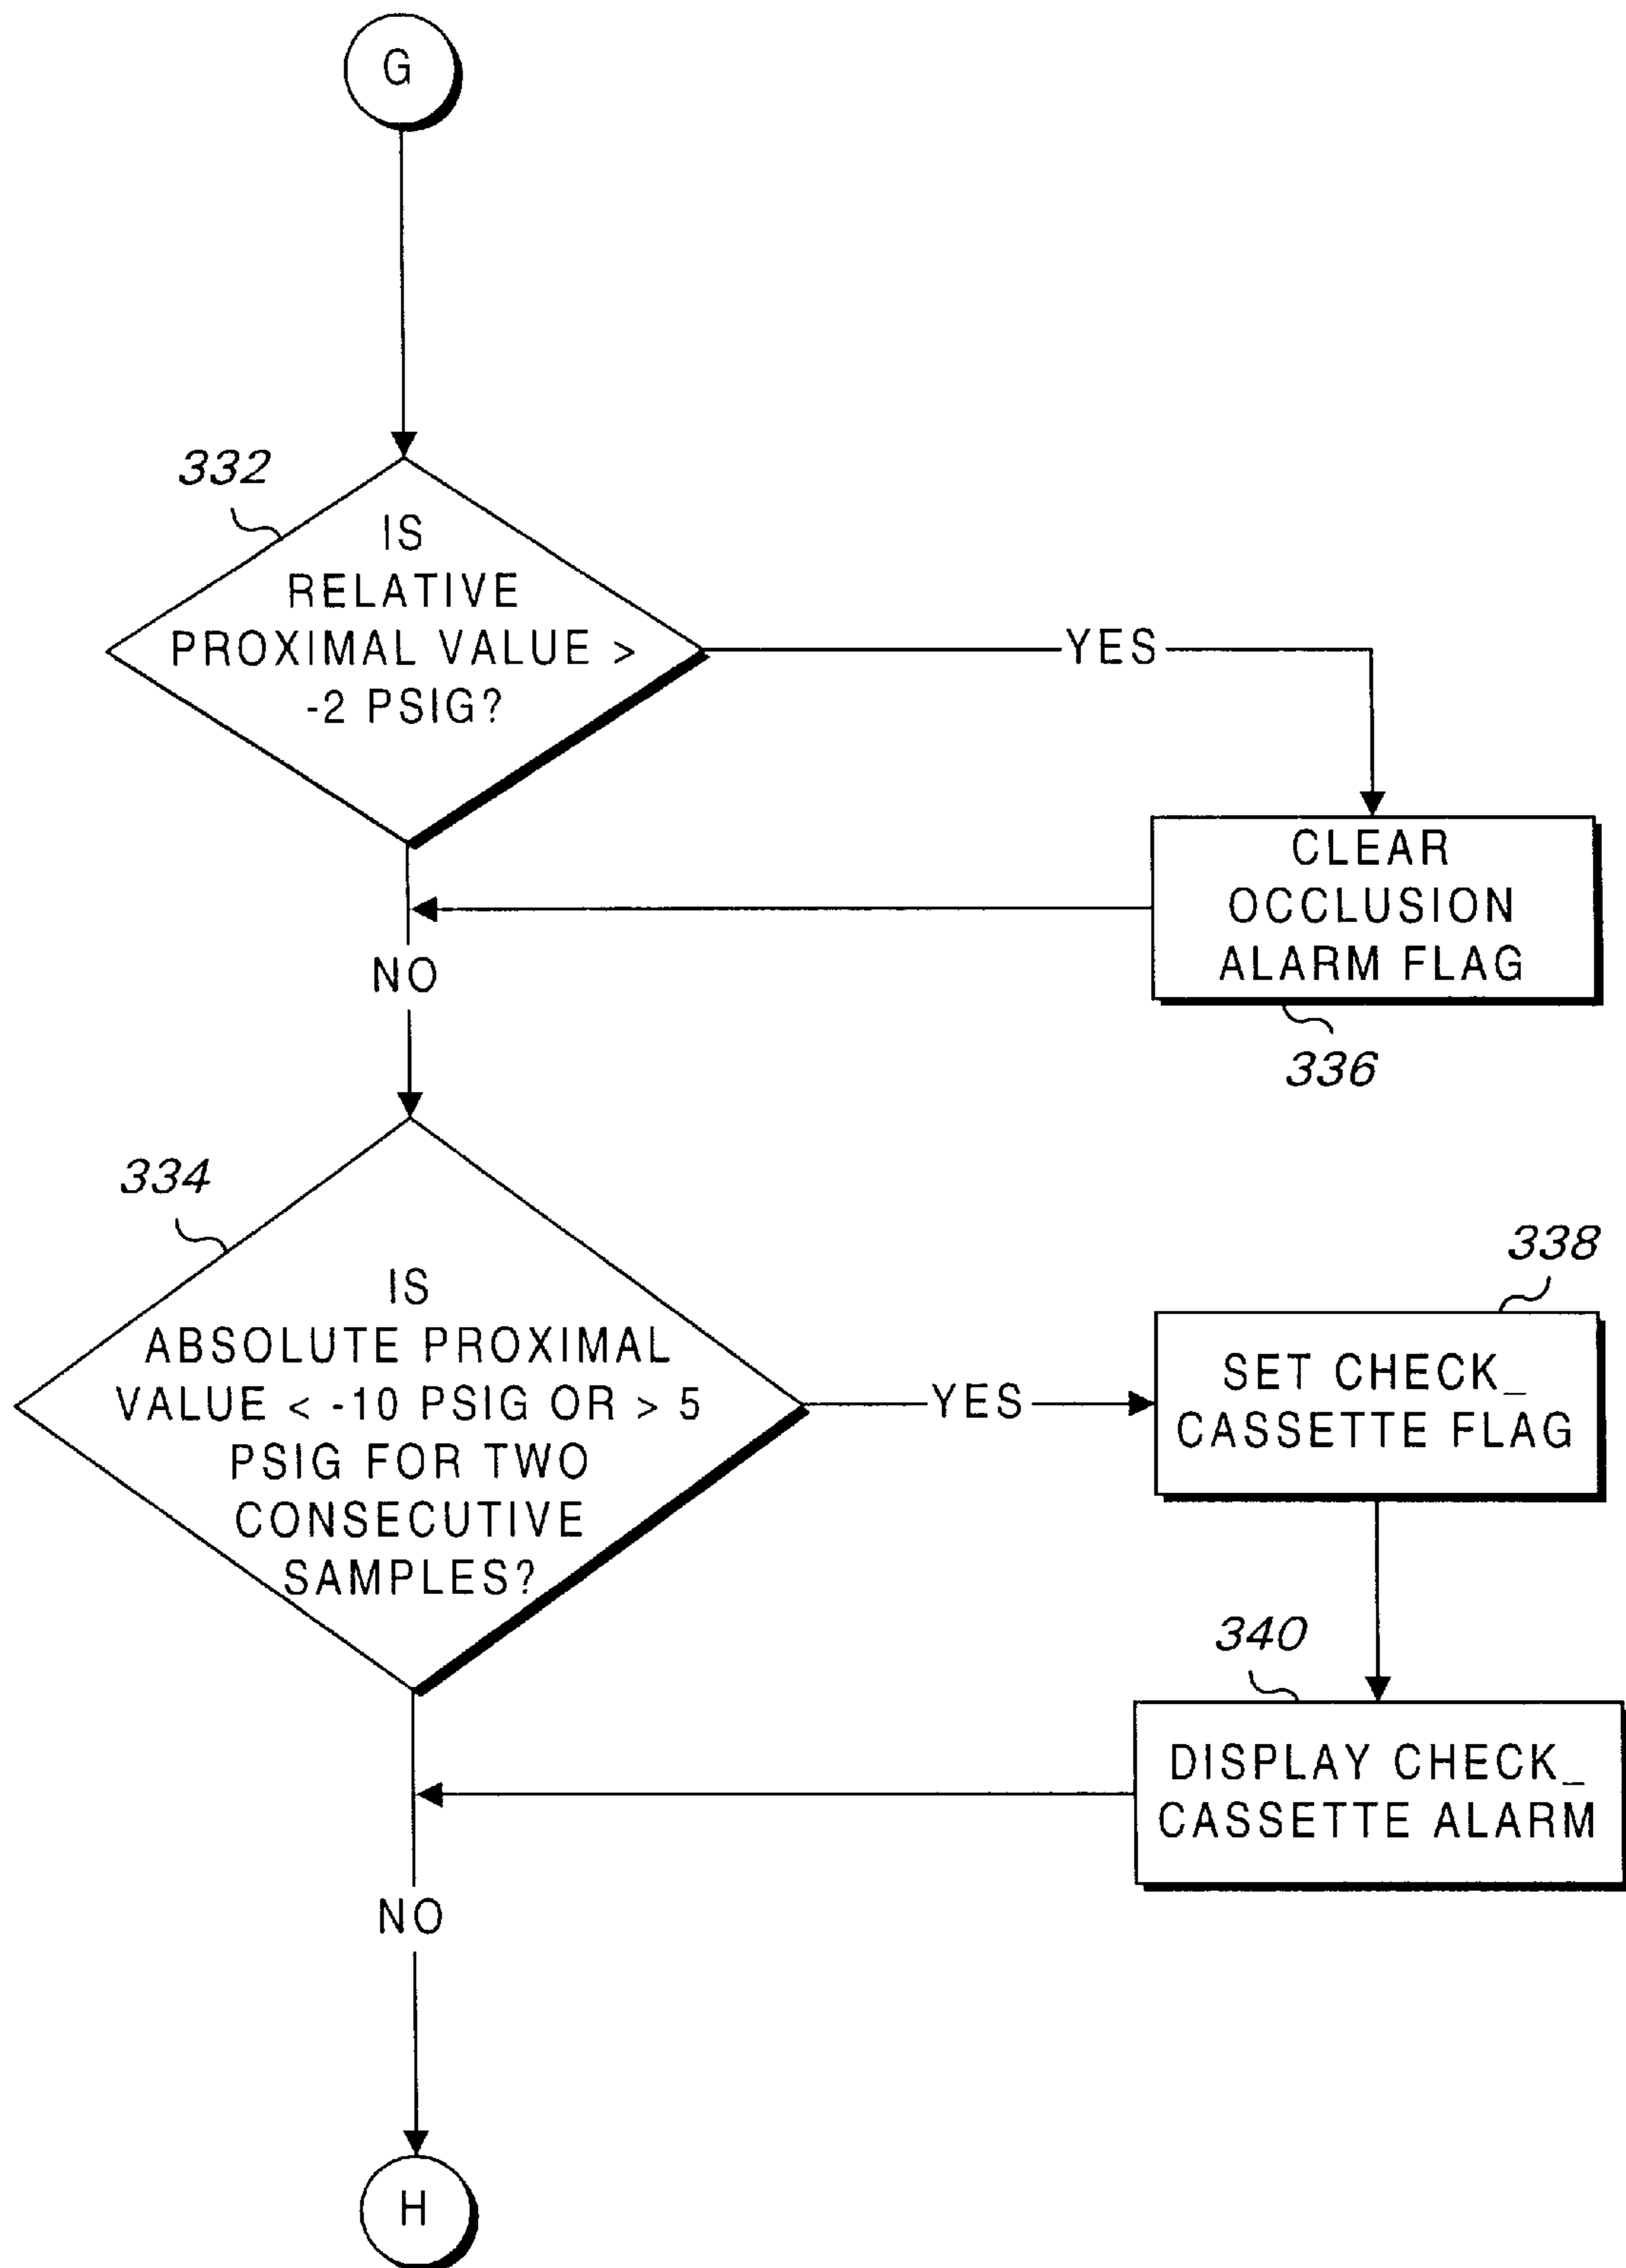 G
332
IS
RELATIVE
PROXIMAL VALUE >
-2 PSIG?
YES
CLEAR
OCCLUSION
ALARM FLAG
336
NO
334
IS
ABSOLUTE PROXIMAL
VALUE < -10 PSIG OR > 5
PSIG FOR TWO
CONSECUTIVE
SAMPLES?
YES
338
SET CHECK_
CASSETTE FLAG
340
DISPLAY CHECK_
CASSETTE ALARM
NO
H